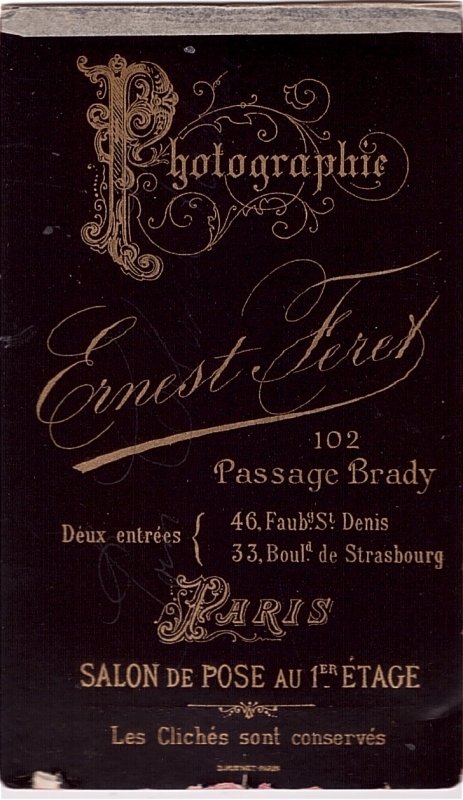 Photographie
Ernest Feret
102
Passage Brady
Deux entrées { 46, Faubg. St. Denis
33, Bould. de Strasbourg
PARIS
SALON DE POSE AU 1ER ÉTAGE
Les Clichés sont conservés